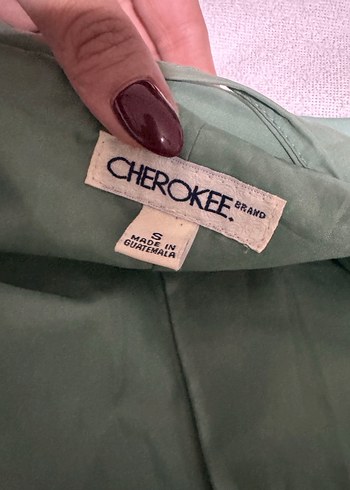 CHEROKEE. BRAND
S
MADE IN
GUATEMALA